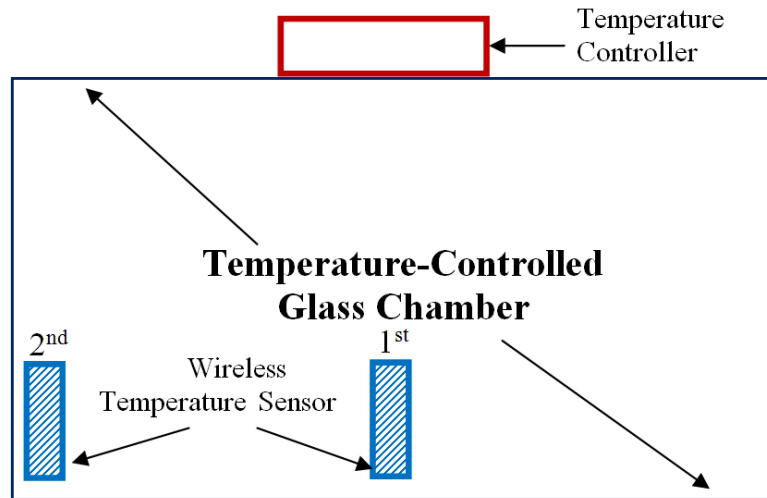 Temperature
Controller
Temperature-Controlled
Glass Chamber
2nd
1st
Wireless
Temperature Sensor